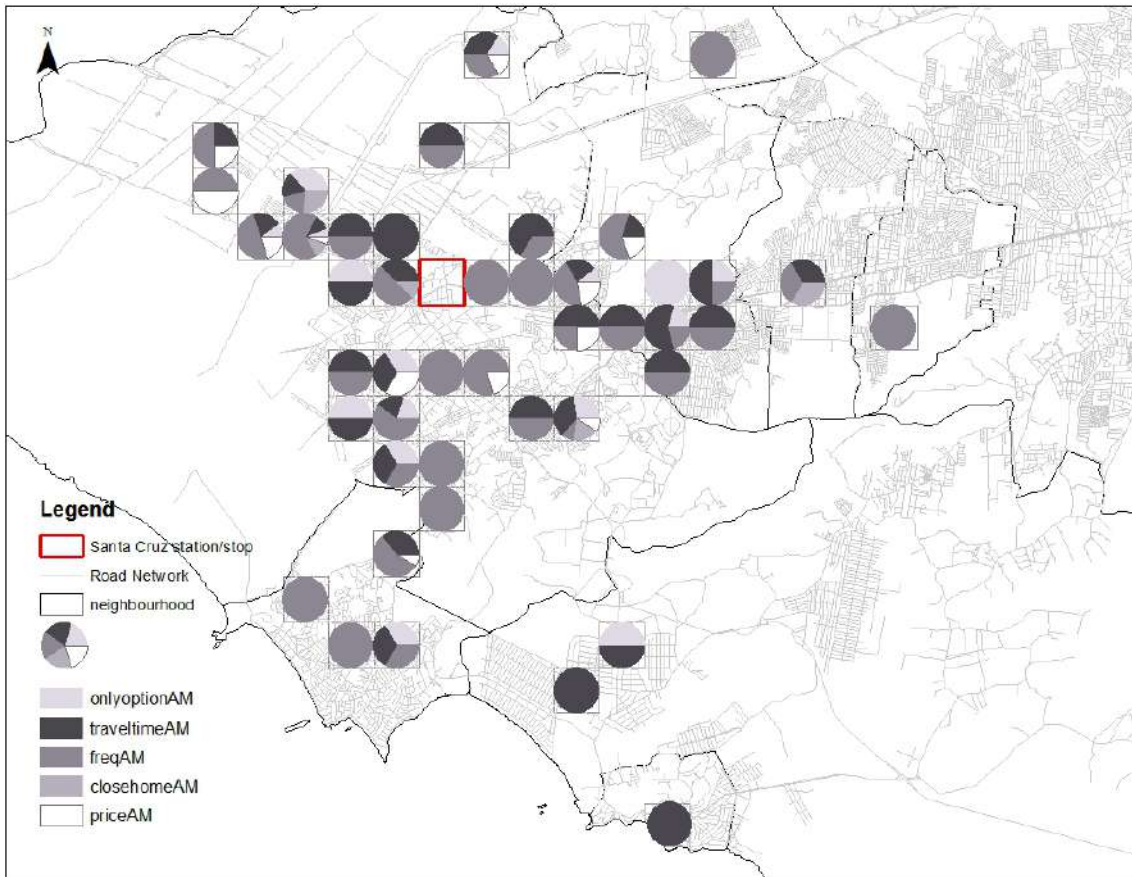 N
Legend
Santa Cruz station/stop
Road Network
neighbourhood
onlyoptionAM
traveltimeAM
freqAM
closehomeAM
priceAM